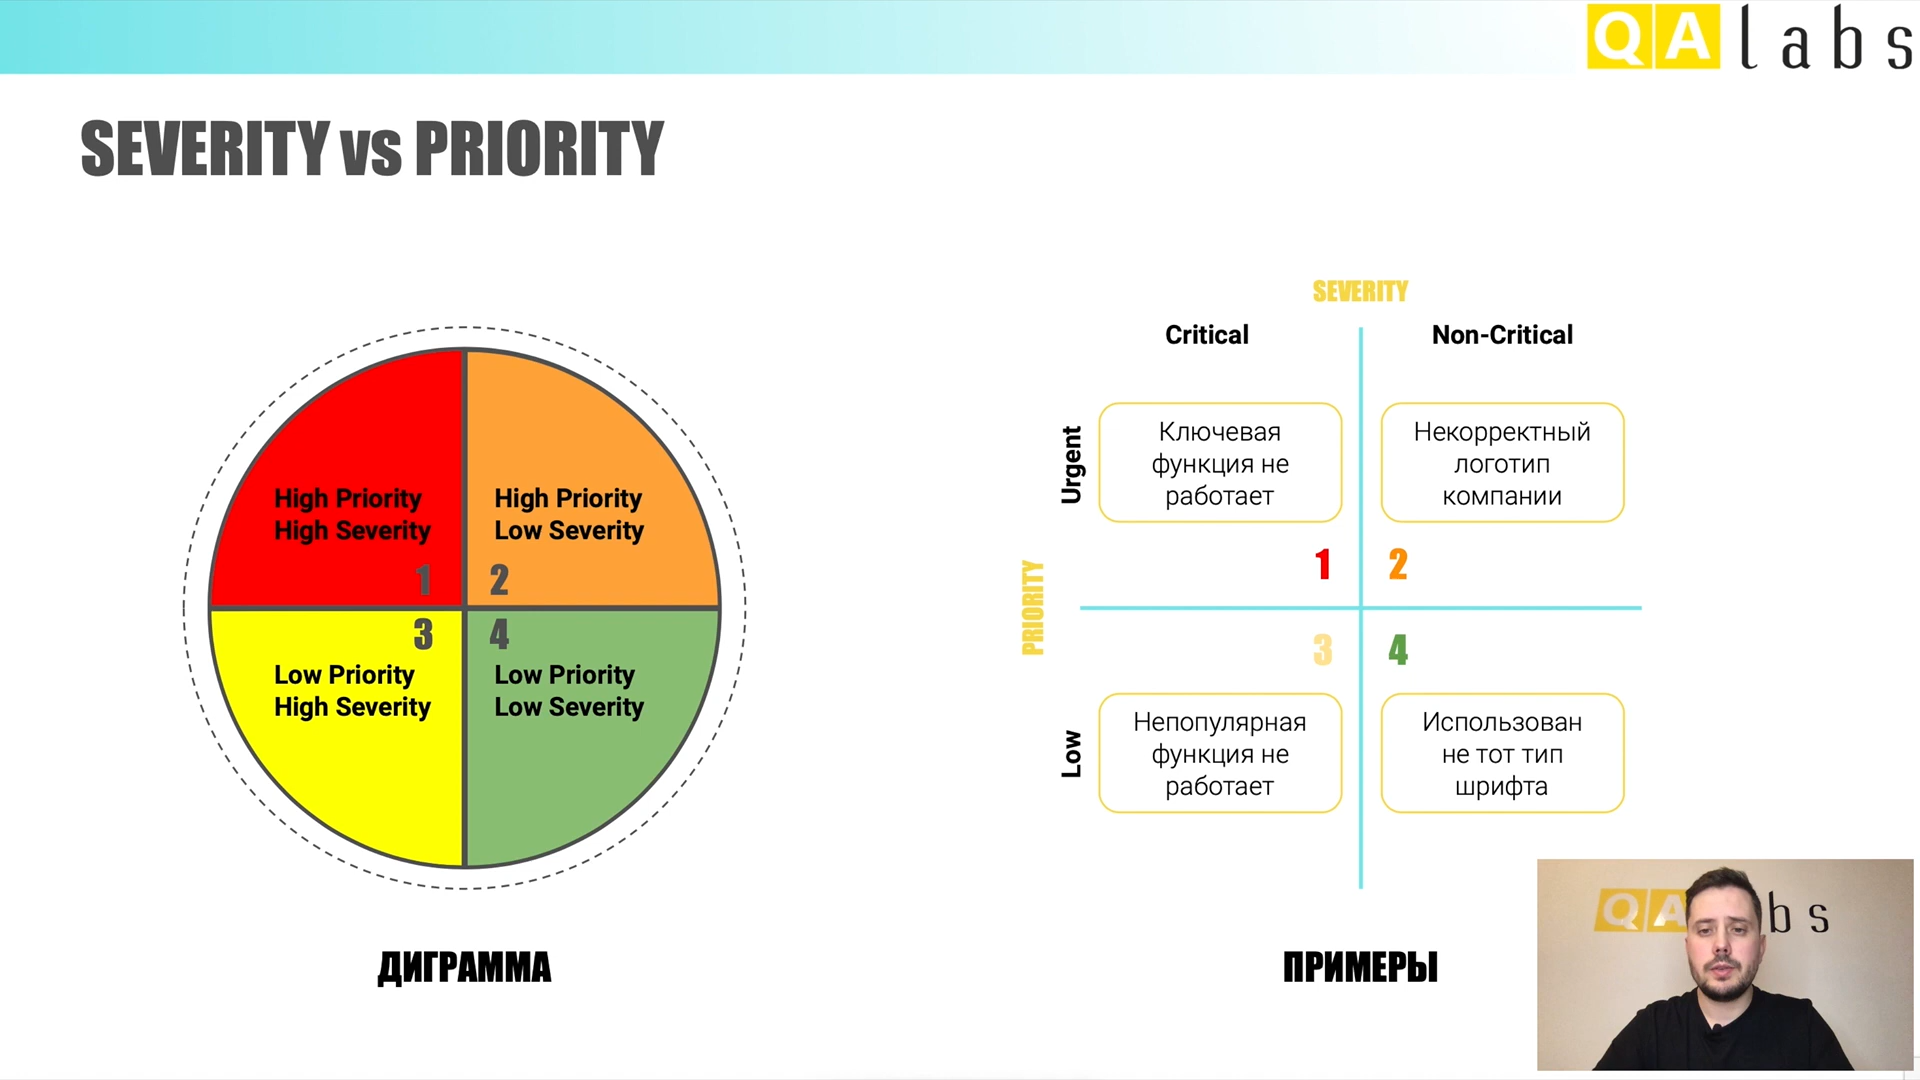 QA labs
SEVERITY vs PRIORITY
High Priority
High Severity
1
High Priority
Low Severity
2
3
Low Priority
High Severity
4
Low Priority
Low Severity
ДИГРАММА
SEVERITY
Critical
Non-Critical
PRIORITY
Urgent
Ключевая
функция не
работает
Некорректный
логотип
компании
1
2
3
4
Low
Непопулярная
функция не
работает
Использован
не тот тип
шрифта
ПРИМЕРЫ
QA bs